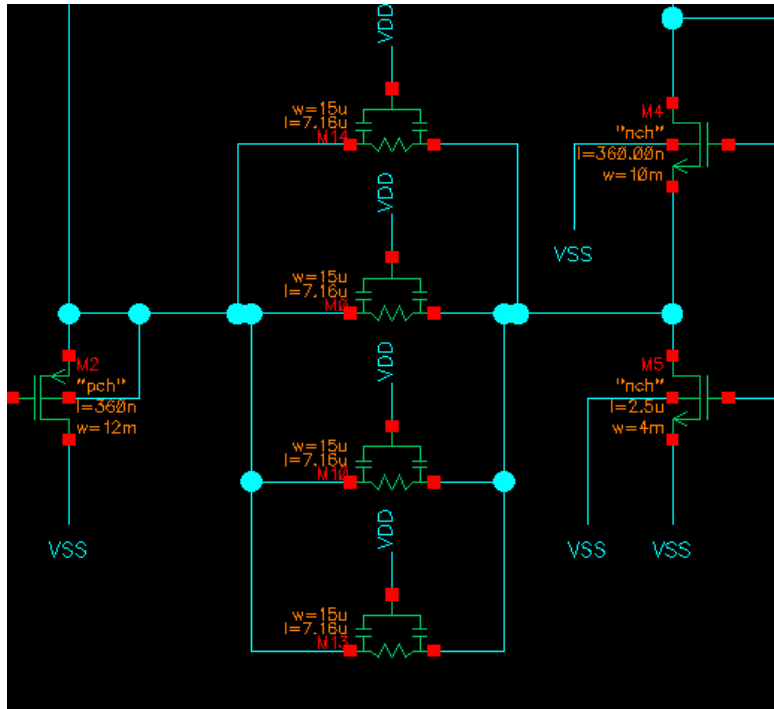 VDD
w=15u
l=7.16u
M14
M4
"nch"
l=360.00n
w=10m
VSS
VDD
w=15u
l=7.16u
M0
M2
"pch"
l=360n
w=12m
VSS
VDD
w=15u
l=7.16u
M10
M5
"nch"
l=2.5u
w=4m
VSS
VSS
VDD
w=15u
l=7.16u
M13